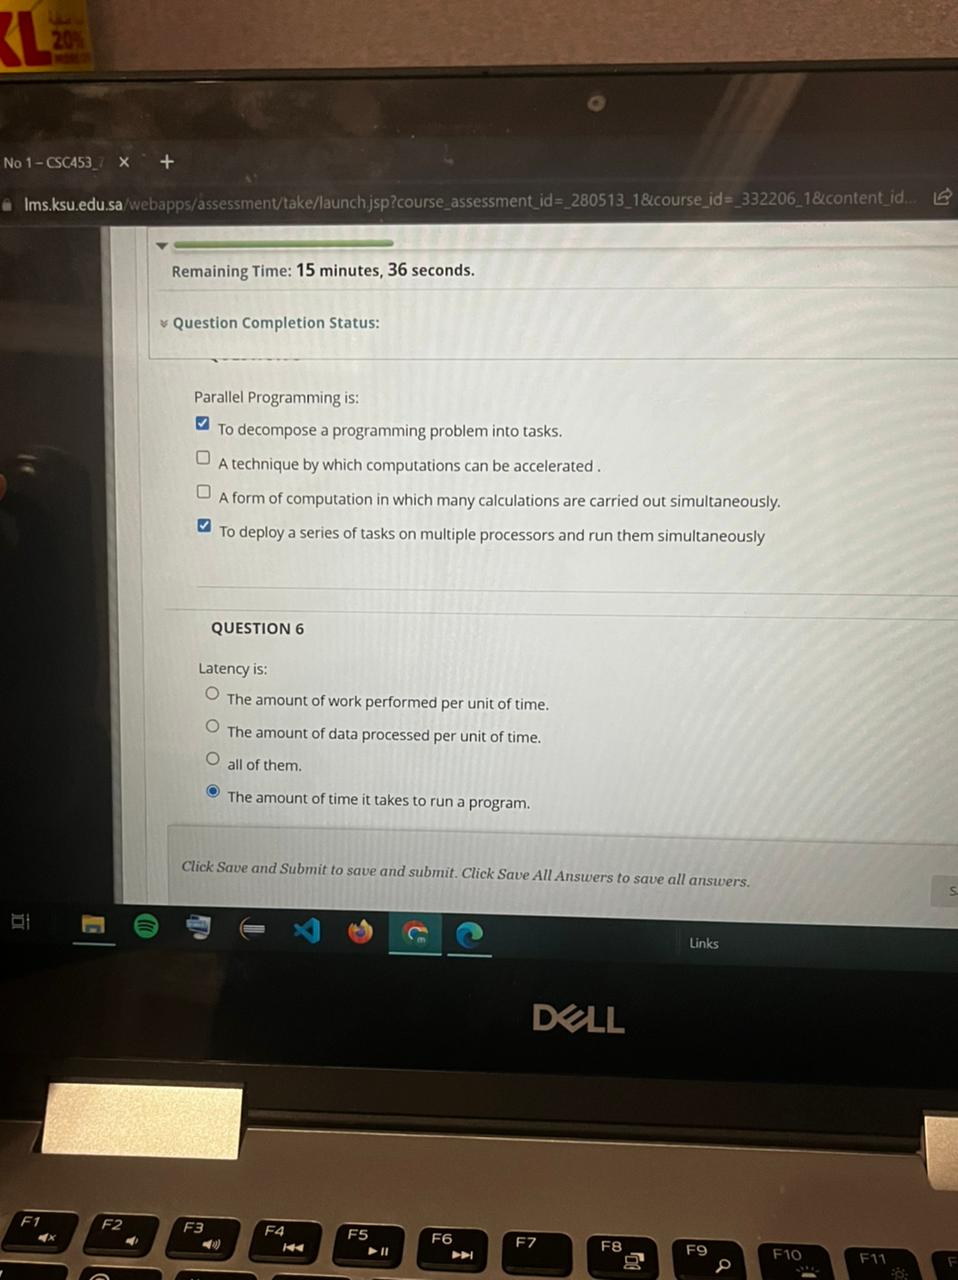 XL
20%
No 1 – CSC453_7 X +
lms.ksu.edu.sa/webapps/assessment/take/launch.jsp?course_assessment_id=_280513_1&course_id=_332206_1&content_id...
Remaining Time: 15 minutes, 36 seconds.
Question Completion Status:
Parallel Programming is:
To decompose a programming problem into tasks.
A technique by which computations can be accelerated .
A form of computation in which many calculations are carried out simultaneously.
To deploy a series of tasks on multiple processors and run them simultaneously
QUESTION 6
Latency is:
The amount of work performed per unit of time.
The amount of data processed per unit of time.
all of them.
The amount of time it takes to run a program.
Click Save and Submit to save and submit. Click Save All Answers to save all answers.
S
Links
DELL
F1 F2 F3 F4 F5 F6 F7 F8 F9 F10 F11 F